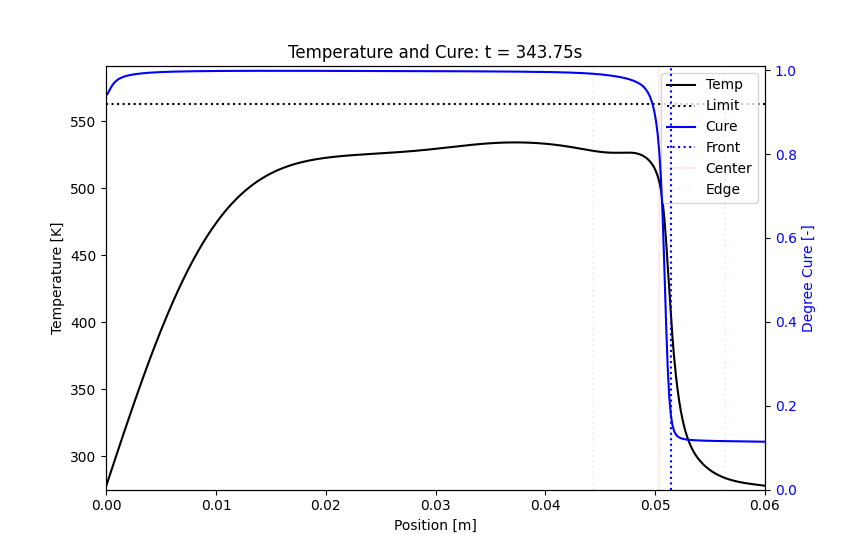 Temperature and Cure: t = 343.75s
Temperature [K]
550
500
450
400
350
300
0.00
0.01
0.02
0.03
0.04
0.05
0.06
Position [m]
1.0
0.8
0.6
0.4
0.2
0.0
Degree Cure [-]
Temp
Limit
Cure
Front
Center
Edge